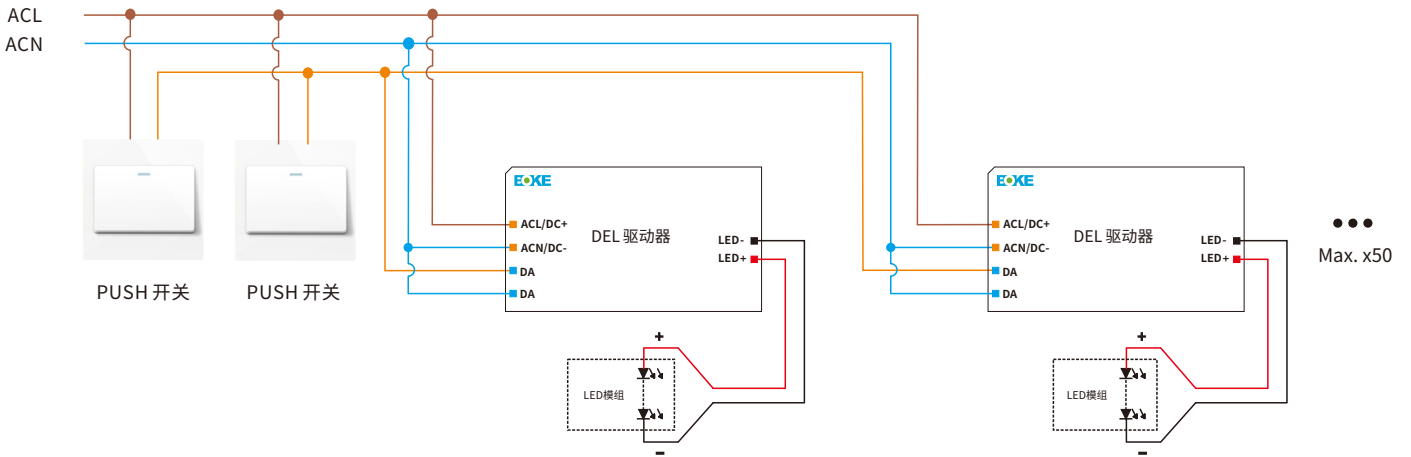 ACL
ACN
PUSH 开关
PUSH 开关
EOKE
ACL/DC+
ACN/DC-
DA
DA
DEL 驱动器
LED-
LED+
+
LED模组
-
EOKE
ACL/DC+
ACN/DC-
DA
DA
DEL 驱动器
LED-
LED+
+
LED模组
-
•••
Max. x50